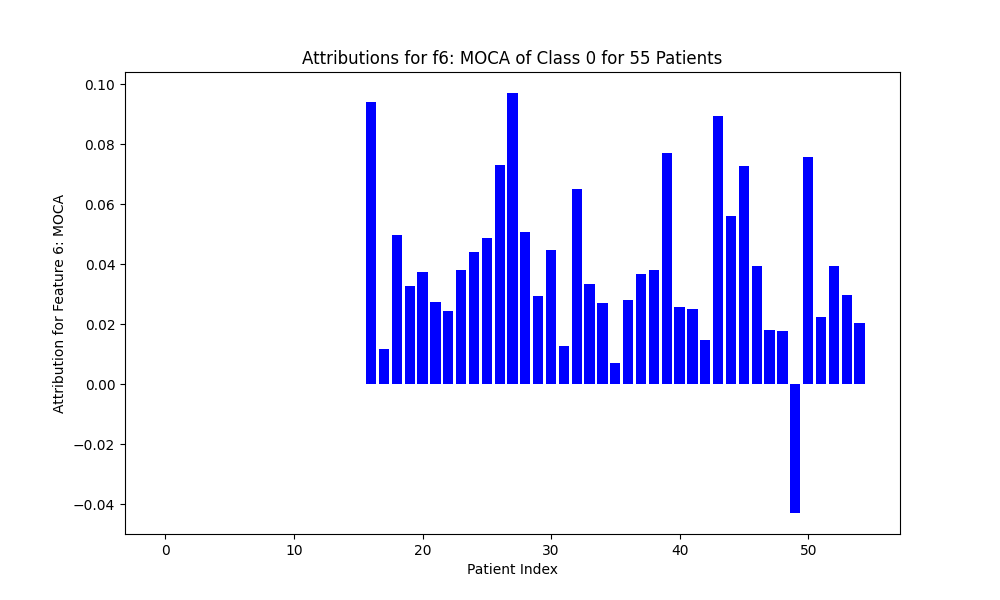 Attributions for f6: MOCA of Class 0 for 55 Patients
Attribution for Feature 6: MOCA
0.10
0.08
0.06
0.04
0.02
0.00
−0.02
−0.04
0 10 20 30 40 50
Patient Index